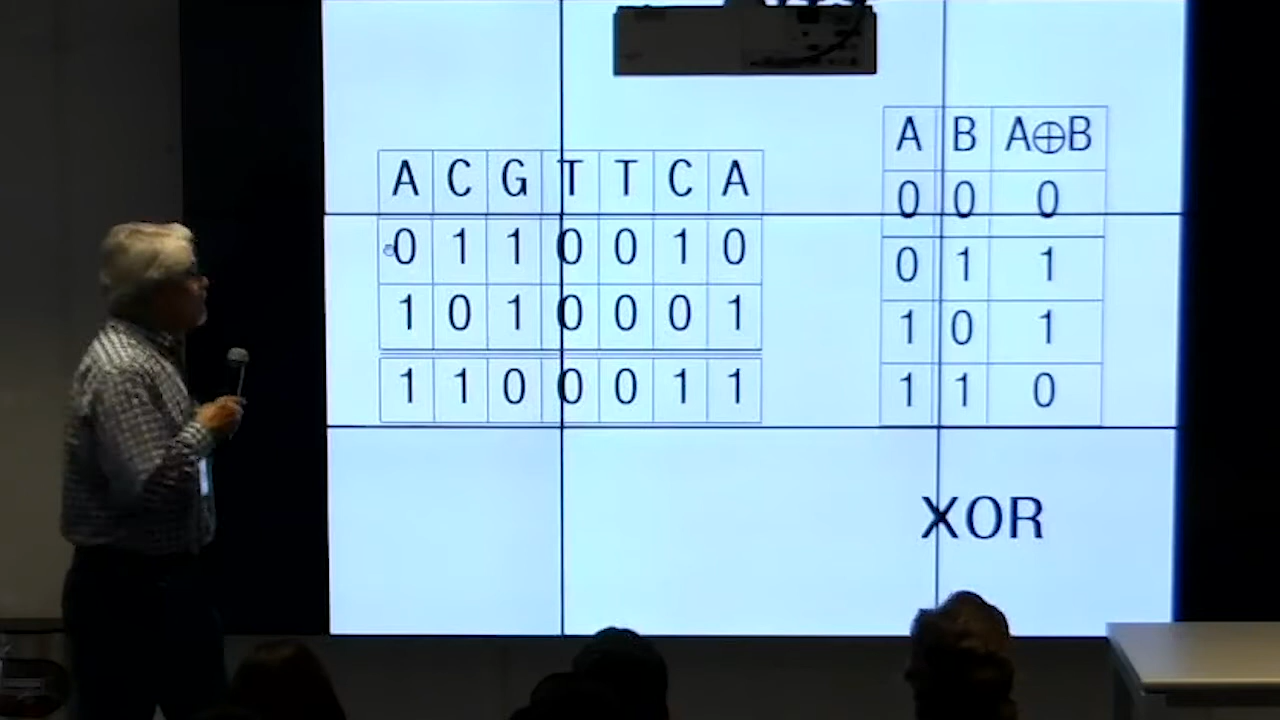 A C G T T C A
0 1 1 0 0 1 0
1 0 1 0 0 0 1
1 1 0 0 0 1 1
A B A⊕B
0 0 0
0 1 1
1 0 1
1 1 0
XOR